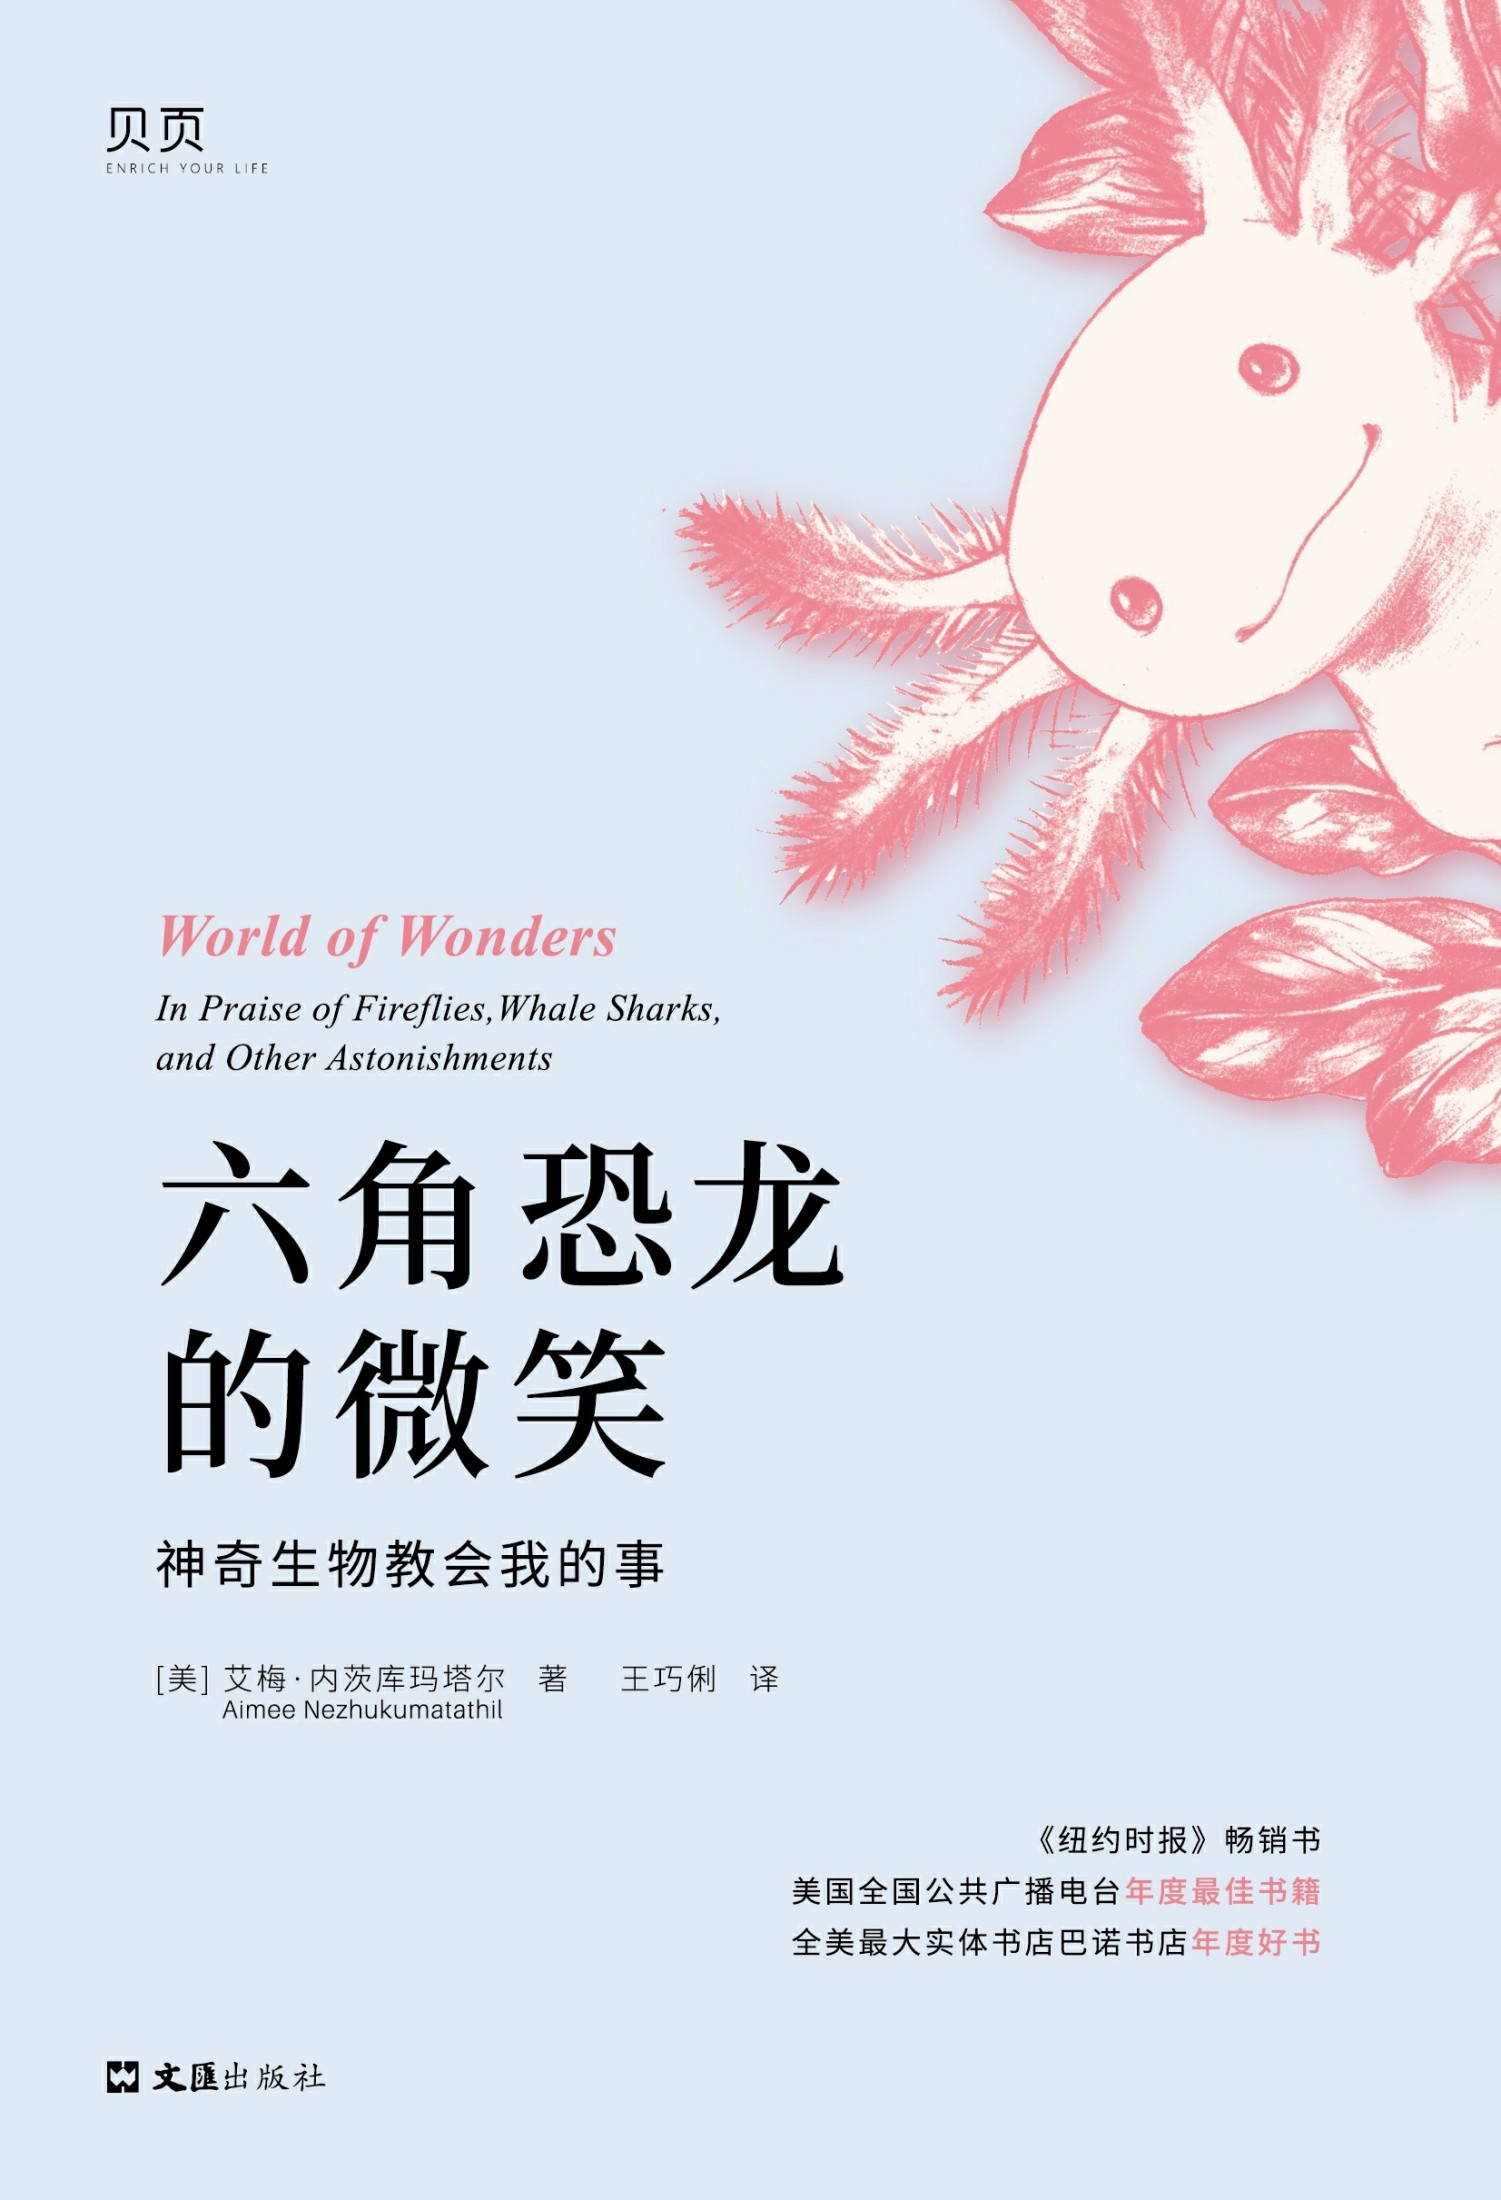 贝页
ENRICH YOUR LIFE
World of Wonders
In Praise of Fireflies, Whale Sharks,
and Other Astonishments
六角恐龙
的微笑
神奇生物教会我的事
[美] 艾梅·内茨库玛塔尔 著 王巧俐 译
Aimee Nezhukumatathil
《纽约时报》畅销书
美国全国公共广播电台年度最佳书籍
全美最大实体书店巴诺书店年度好书
文匯出版社